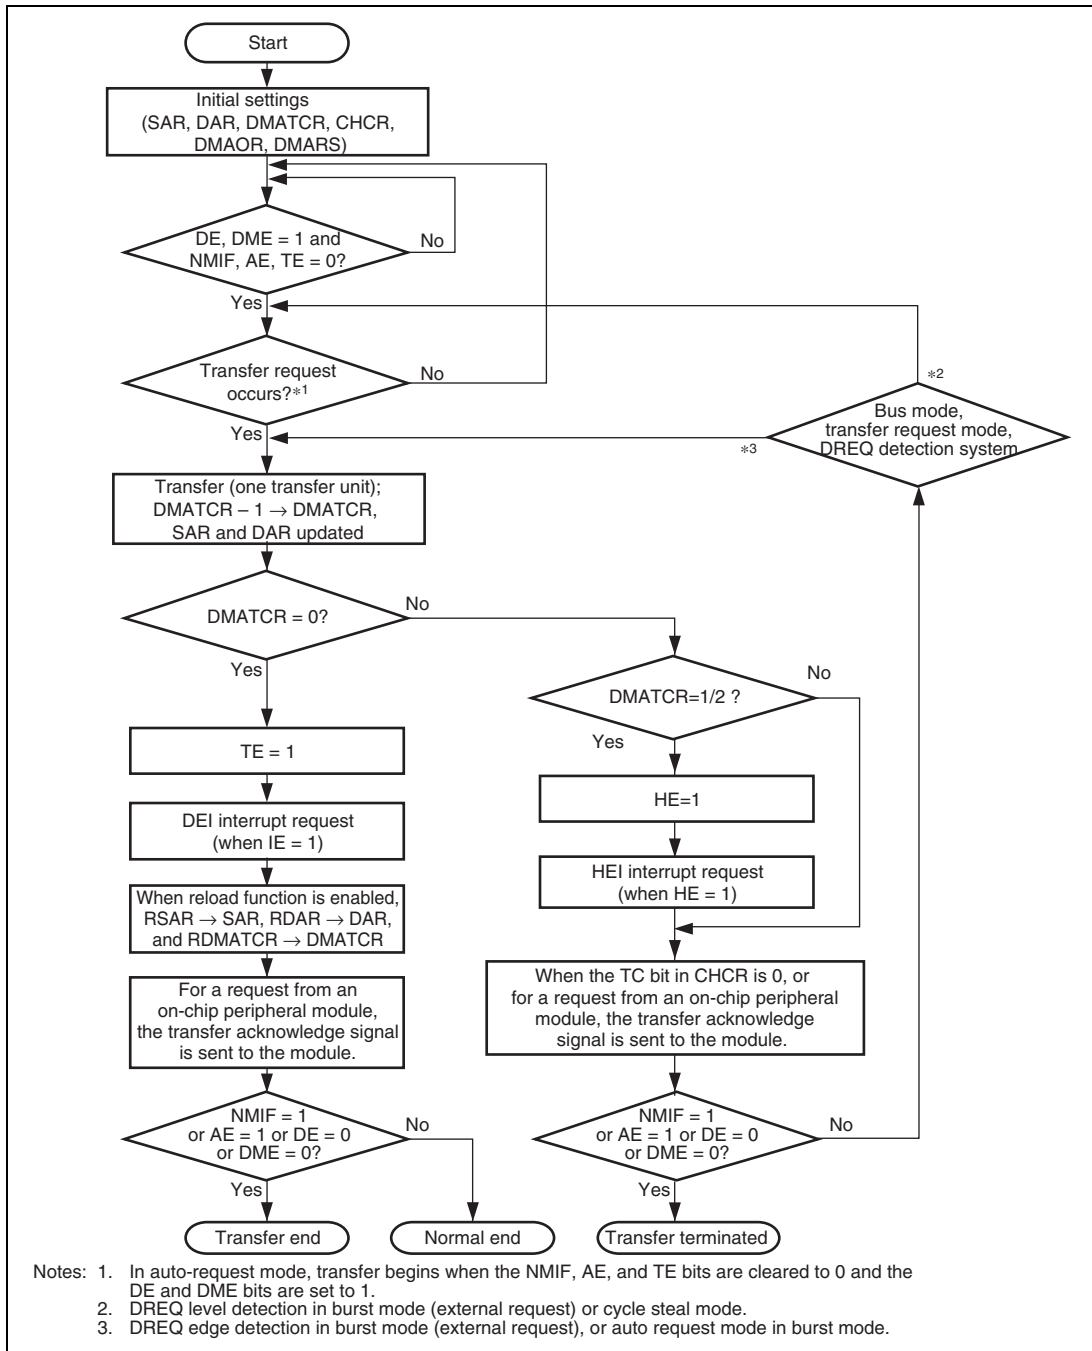 Start
Initial settings
(SAR, DAR, DMATCR, CHCR,
DMAOR, DMARS)
DE, DME = 1 and
NMIF, AE, TE = 0?
No
Yes
Transfer request
occurs?*1
No
Yes
*2
Bus mode,
transfer request mode,
DREQ detection system
*3
Transfer (one transfer unit);
DMATCR – 1 → DMATCR,
SAR and DAR updated
DMATCR = 0?
No
Yes
DMATCR=1/2 ?
No
Yes
TE = 1
HE=1
DEI interrupt request
(when IE = 1)
HEI interrupt request
(when HE = 1)
When reload function is enabled,
RSAR → SAR, RDAR → DAR,
and RDMATCR → DMATCR
For a request from an
on-chip peripheral module,
the transfer acknowledge signal
is sent to the module.
When the TC bit in CHCR is 0, or
for a request from an on-chip peripheral
module, the transfer acknowledge
signal is sent to the module.
NMIF = 1
or AE = 1 or DE = 0
or DME = 0?
No
Yes
NMIF = 1
or AE = 1 or DE = 0
or DME = 0?
No
Yes
Transfer end
Normal end
Transfer terminated
Notes: 1. In auto-request mode, transfer begins when the NMIF, AE, and TE bits are cleared to 0 and the
DE and DME bits are set to 1.
2. DREQ level detection in burst mode (external request) or cycle steal mode.
3. DREQ edge detection in burst mode (external request), or auto request mode in burst mode.